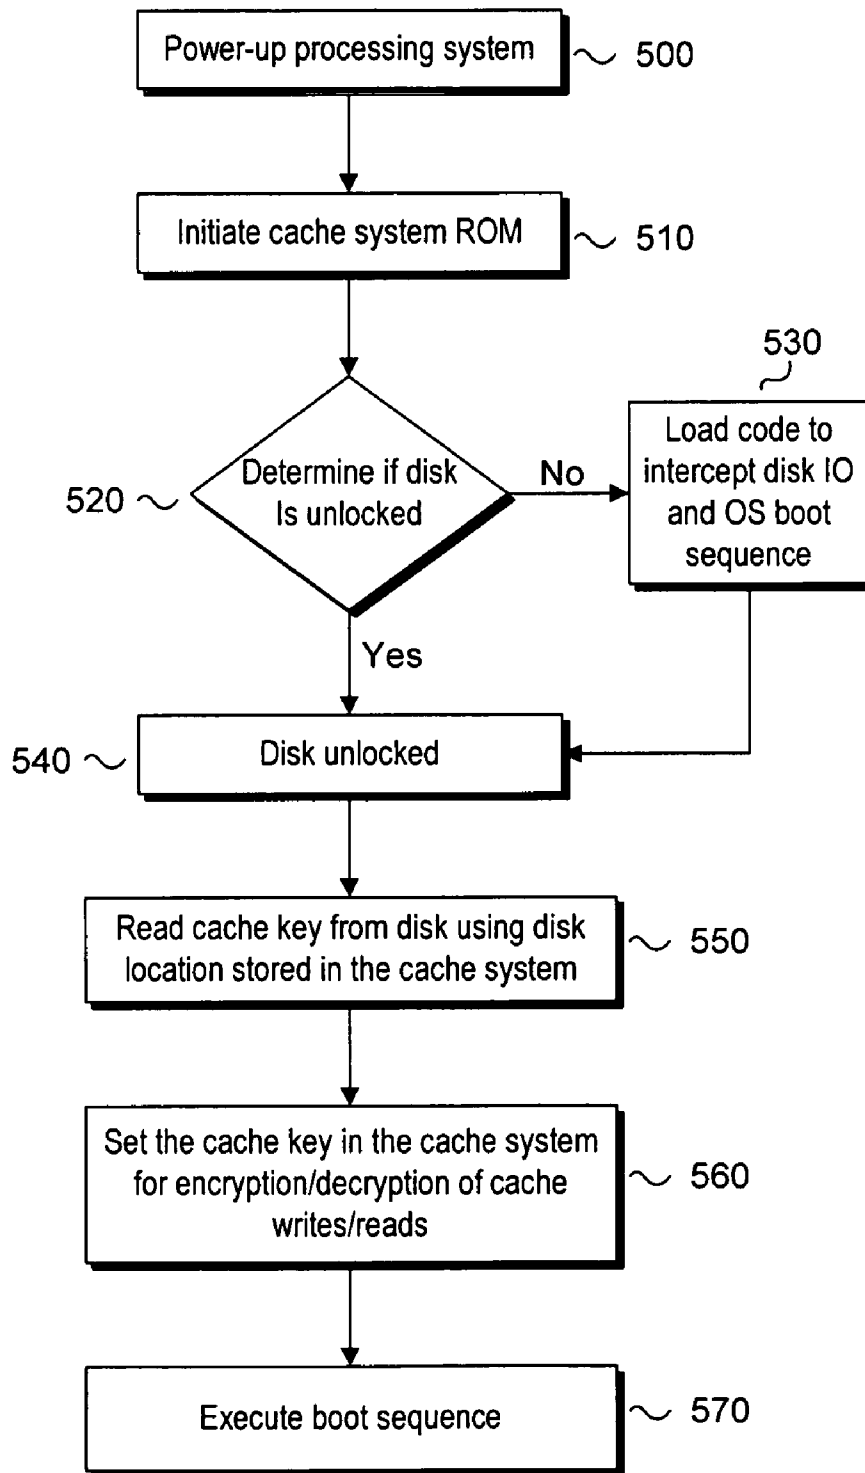 Power-up processing system
500
Initiate cache system ROM
510
530
Load code to
intercept disk IO
and OS boot
sequence
Determine if disk
Is unlocked
520
No
Yes
Disk unlocked
540
Read cache key from disk using disk
location stored in the cache system
550
Set the cache key in the cache system
for encryption/decryption of cache
writes/reads
560
Execute boot sequence
570